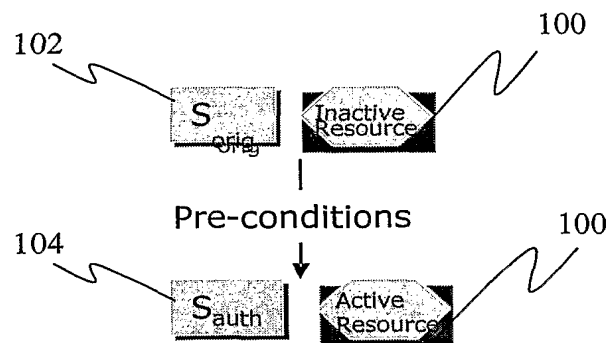 102
100
S orig
Inactive
Resource
Pre-conditions
104
100
S auth
Active
Resource